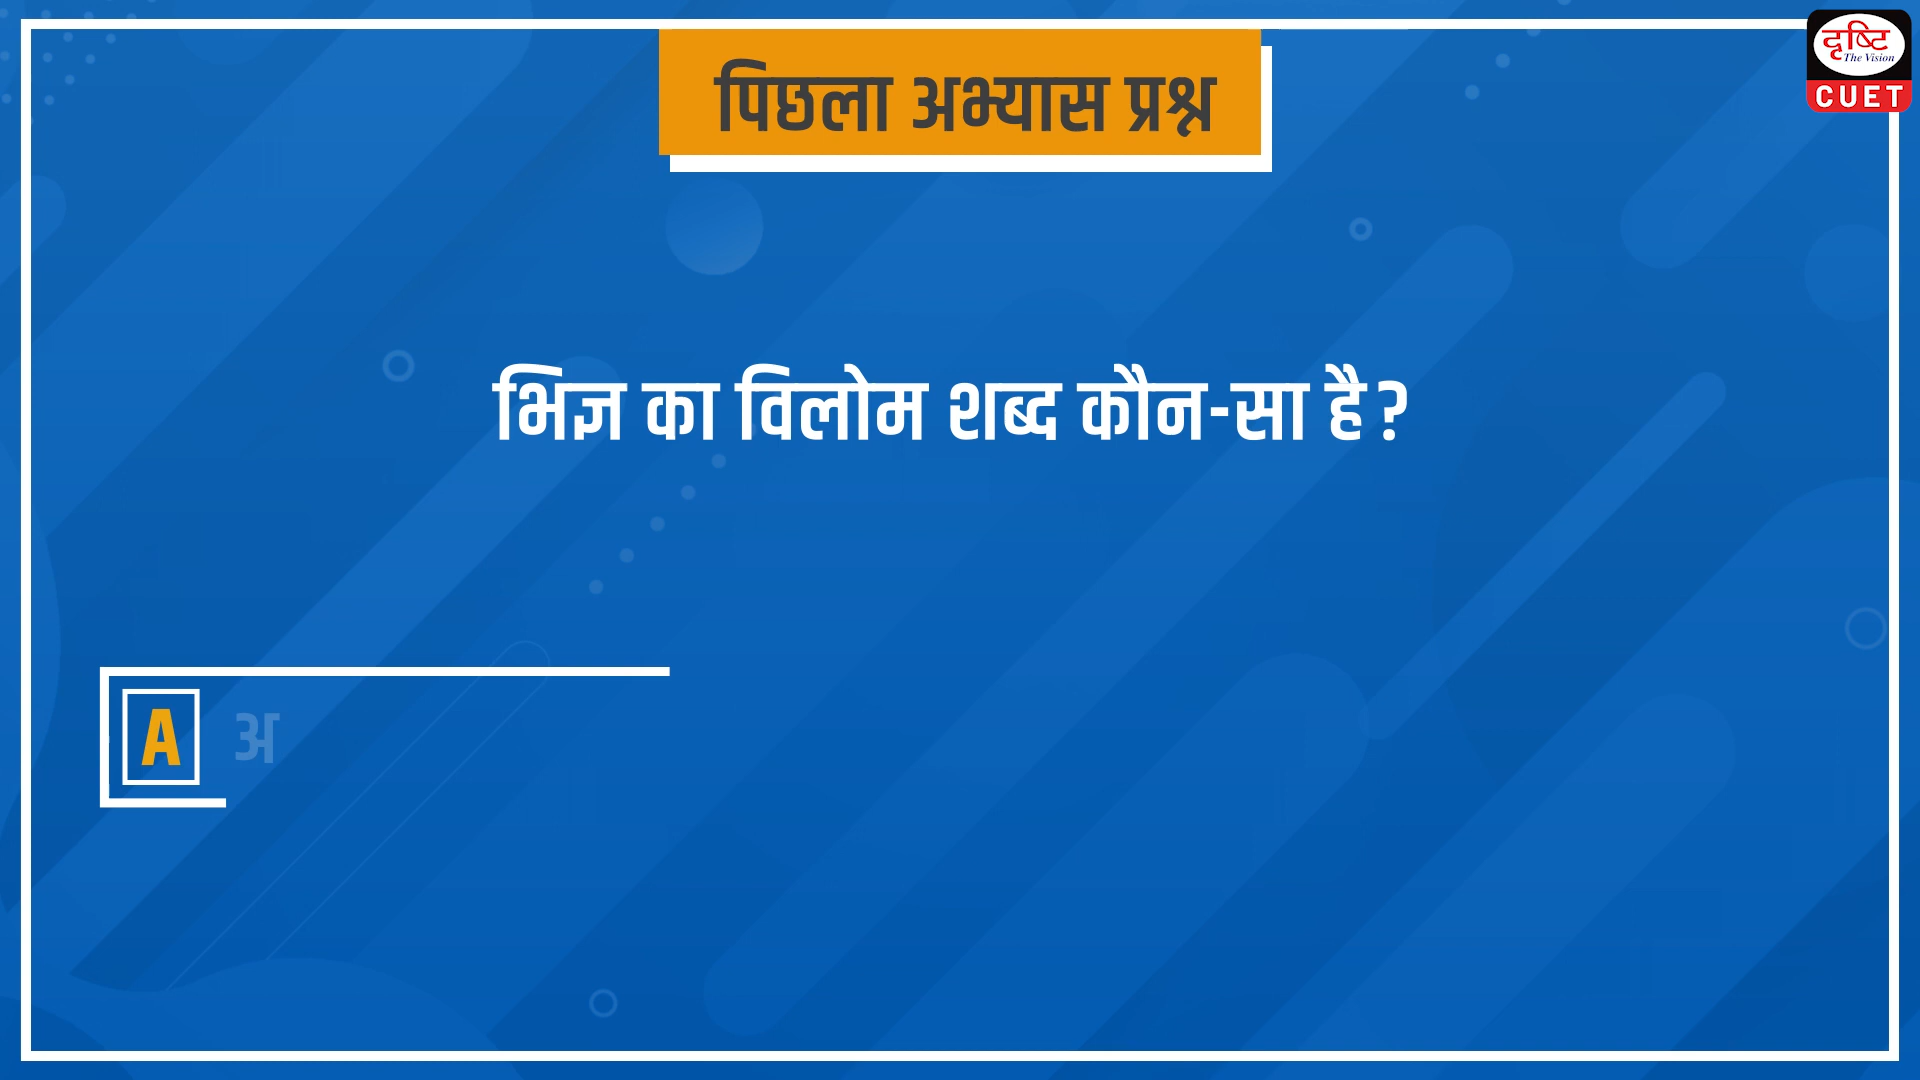 दृष्टि
The Vision
CUET
पिछला अभ्यास प्रश्न
भिज्ञ का विलोम शब्द कौन-सा है?
A अ